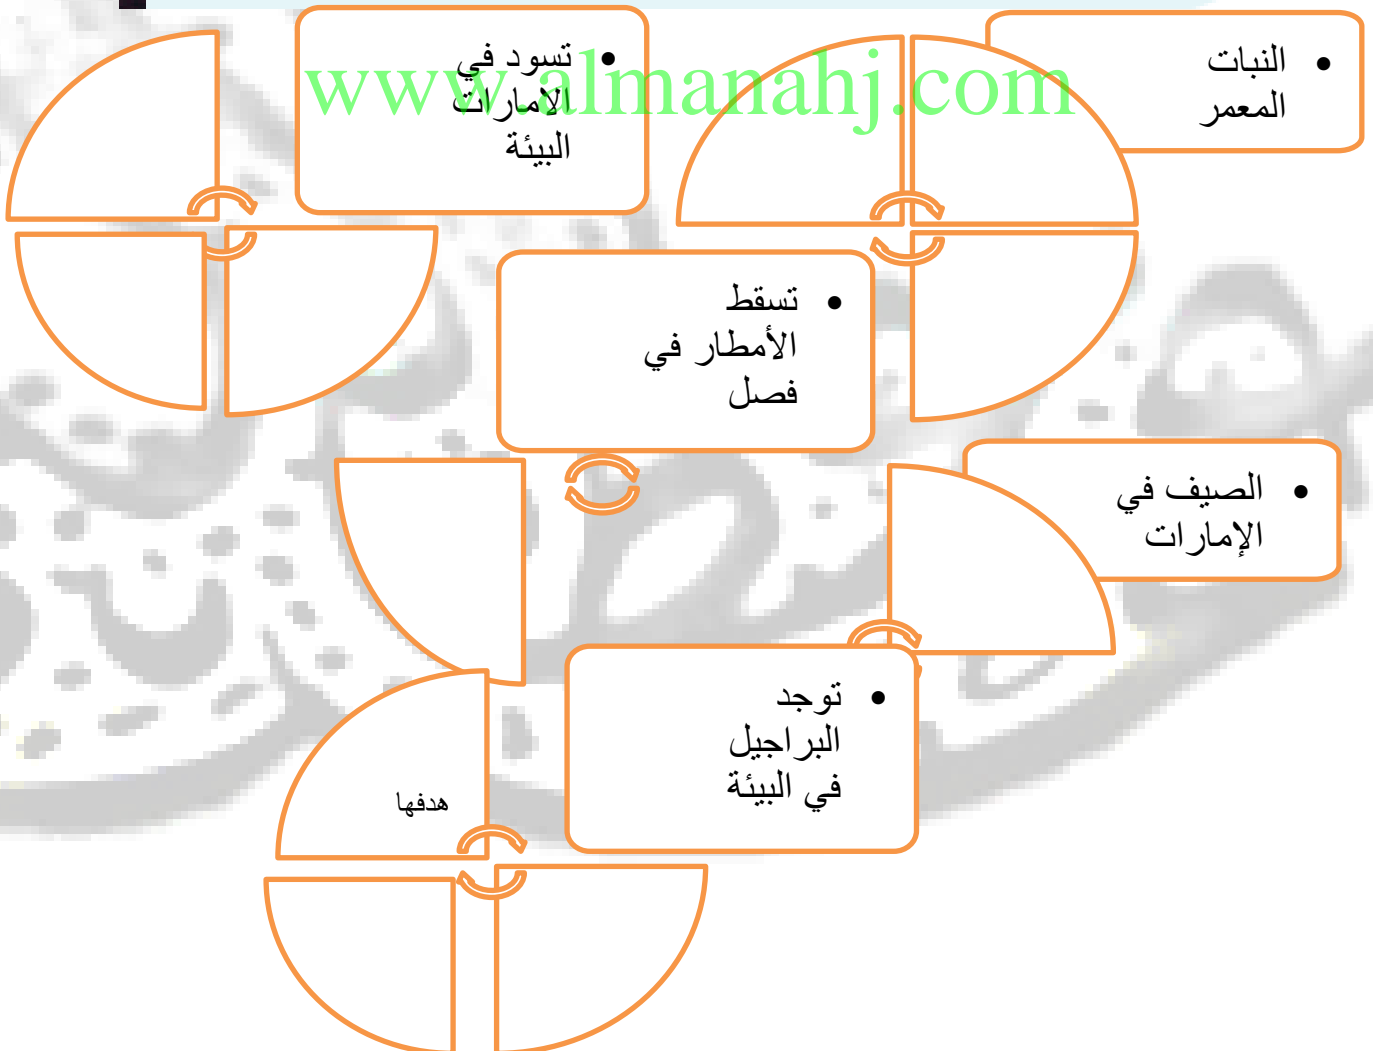 www.almanahj.com
النبات
المعمر
تسود في
الامارات
البيئة
تسقط
الأمطار في
فصل
الصيف في
الإمارات
توجد
البراجيل
في البيئة
هدفها